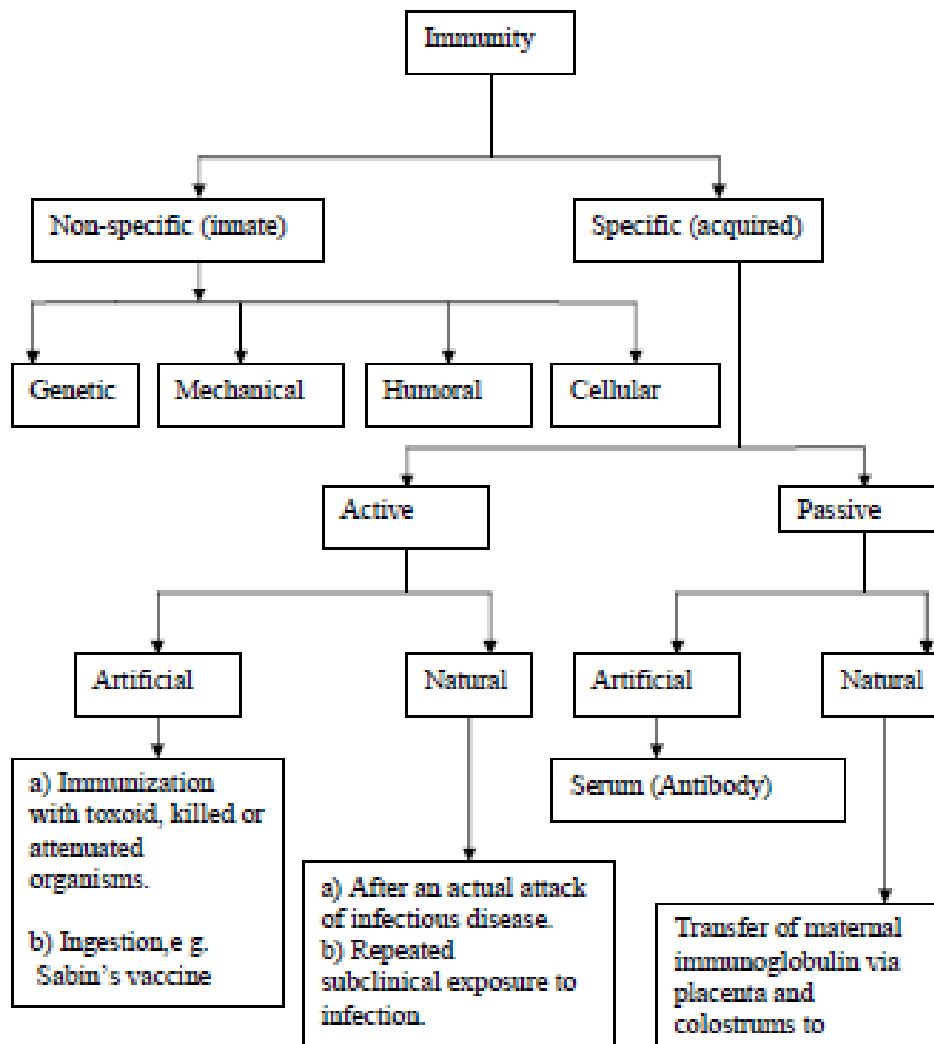 Immunity
Non-specific (innate)
Specific (acquired)
Genetic
Mechanical
Humoral
Cellular
Active
Passive
Artificial
Natural
Artificial
Natural
a) Immunization
with toxoid, killed or
attenuated
organisms.
b) Ingestion,e g.
Sabin's vaccine
a) After an actual attack
of infectious disease.
b) Repeated
subclinical exposure to
infection.
Serum (Antibody)
Transfer of maternal
immunoglobulin via
placenta and
colostrums to